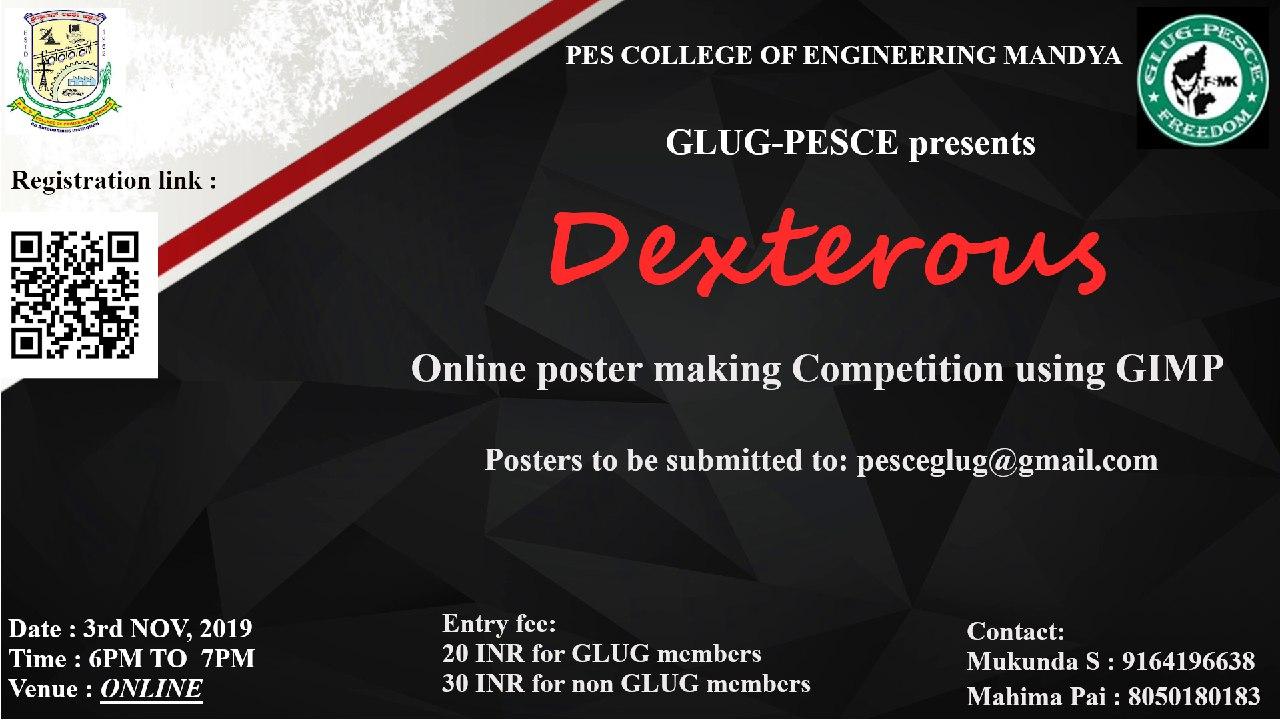 PES COLLEGE OF ENGINEERING MANDYA
GLUG-PESCE
FSMK
FREEDOM
ESTD
1962
GLUG-PESCE presents
Registration link :
Dexterous
Online poster making Competition using GIMP
Posters to be submitted to: pesceglug@gmail.com
Date : 3rd NOV, 2019
Time : 6PM TO 7PM
Venue : ONLINE
Entry fee:
20 INR for GLUG members
30 INR for non GLUG members
Contact:
Mukunda S : 9164196638
Mahima Pai : 8050180183